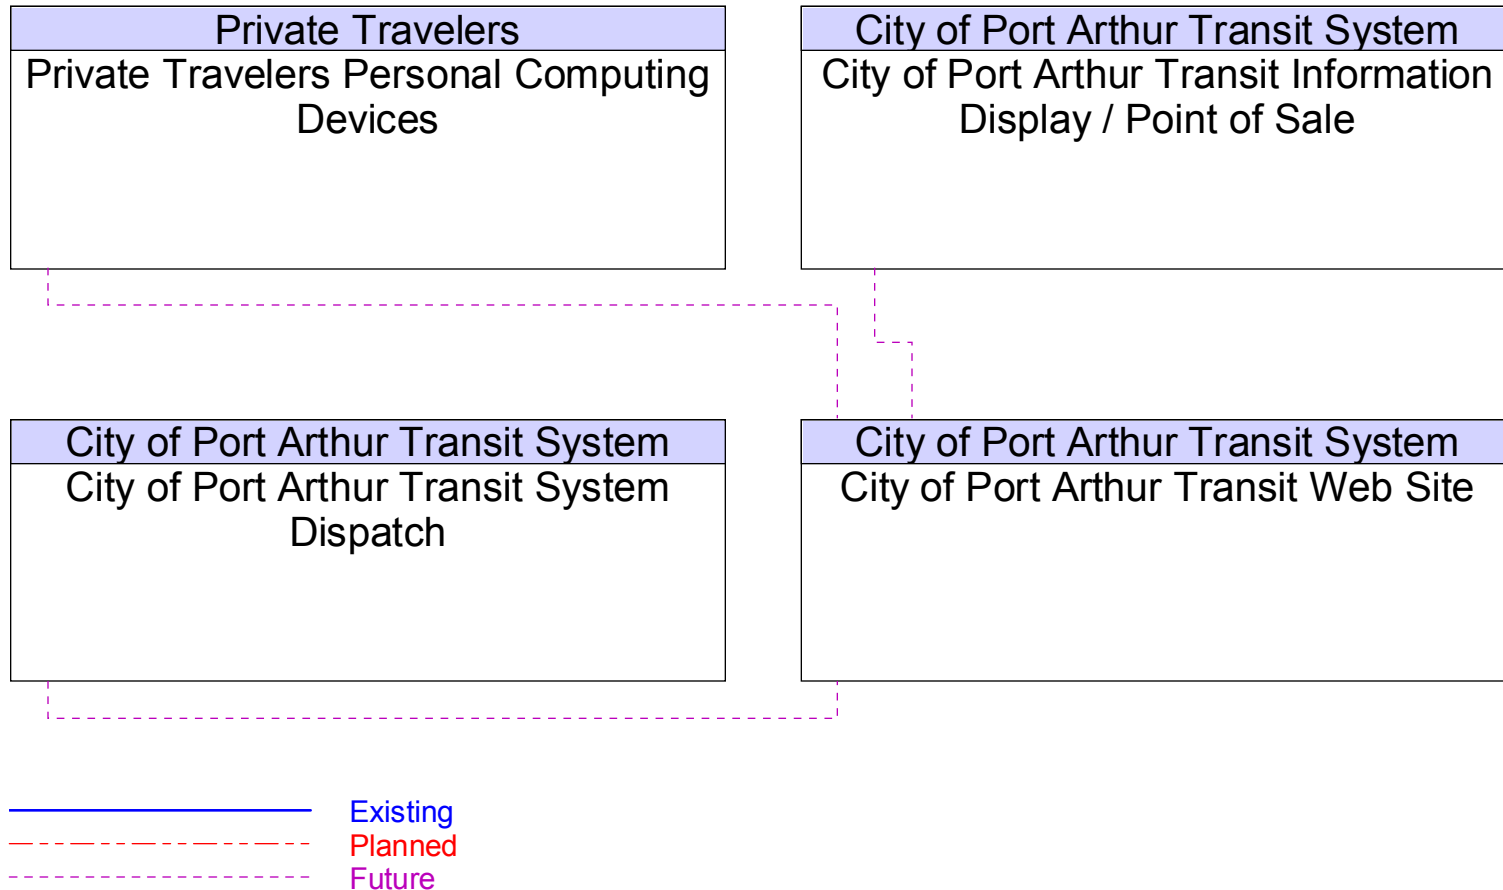 Private Travelers
Private Travelers Personal Computing
Devices
City of Port Arthur Transit System
City of Port Arthur Transit Information
Display / Point of Sale
City of Port Arthur Transit System
City of Port Arthur Transit System
Dispatch
City of Port Arthur Transit System
City of Port Arthur Transit Web Site
Existing
Planned
Future